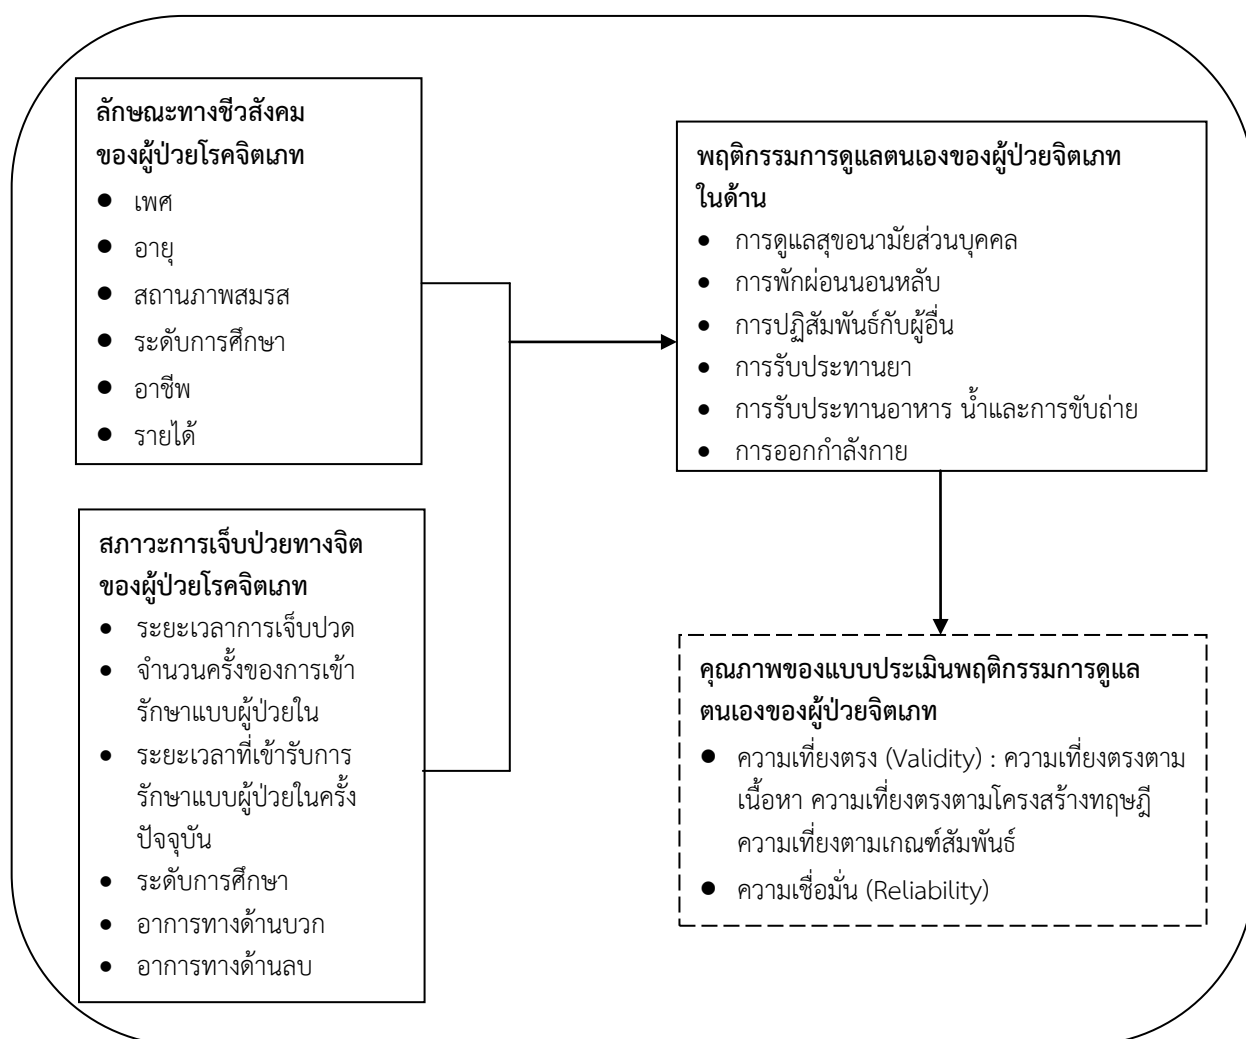 ลักษณะทางชีวสังคม
ของผู้ป่วยโรคจิตเภท
● เพศ
● อายุ
● สถานภาพสมรส
● ระดับการศึกษา
● อาชีพ
● รายได้
สภาวะการเจ็บป่วยทางจิต
ของผู้ป่วยโรคจิตเภท
● ระยะเวลาการเจ็บปวด
● จำนวนครั้งของการเข้า
รักษาแบบผู้ป่วยใน
● ระยะเวลาที่เข้ารับการ
รักษาแบบผู้ป่วยในครั้ง
ปัจจุบัน
● ระดับการศึกษา
● อาการทางด้านบวก
● อาการทางด้านลบ
พฤติกรรมการดูแลตนเองของผู้ป่วยจิตเภท
ในด้าน
● การดูแลสุขอนามัยส่วนบุคคล
● การพักผ่อนนอนหลับ
● การปฏิสัมพันธ์กับผู้อื่น
● การรับประทานยา
● การรับประทานอาหาร น้ำและการขับถ่าย
● การออกกำลังกาย
คุณภาพของแบบประเมินพฤติกรรมการดูแล
ตนเองของผู้ป่วยจิตเภท
● ความเที่ยงตรง (Validity) : ความเที่ยงตรงตาม
เนื้อหา ความเที่ยงตรงตามโครงสร้างทฤษฎี
ความเที่ยงตามเกณฑ์สัมพันธ์
● ความเชื่อมั่น (Reliability)